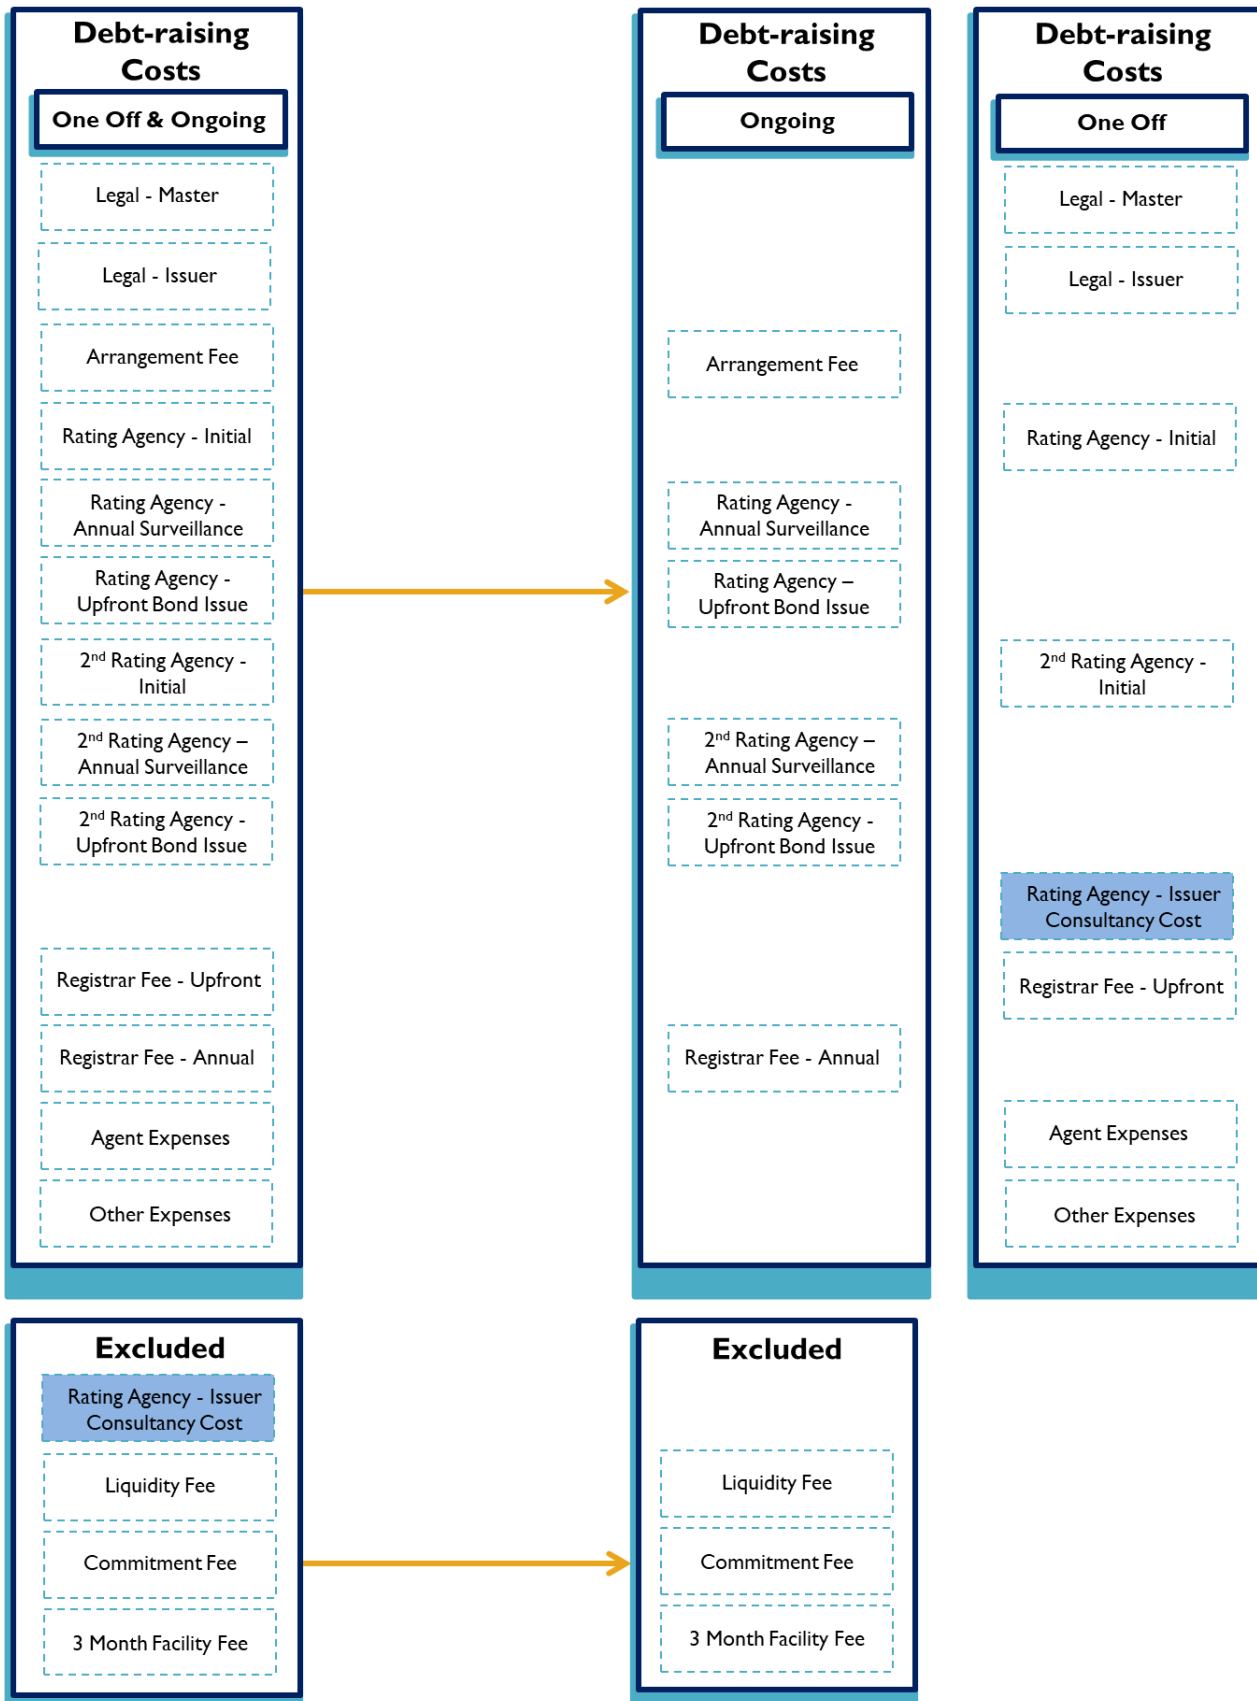 Debt-raising
Costs
One Off & Ongoing
Legal - Master
Legal - Issuer
Arrangement Fee
Rating Agency - Initial
Rating Agency -
Annual Surveillance
Rating Agency -
Upfront Bond Issue
2nd Rating Agency -
Initial
2nd Rating Agency –
Annual Surveillance
2nd Rating Agency -
Upfront Bond Issue
Registrar Fee - Upfront
Registrar Fee - Annual
Agent Expenses
Other Expenses
Debt-raising
Costs
Ongoing
Arrangement Fee
Rating Agency -
Annual Surveillance
Rating Agency –
Upfront Bond Issue
2nd Rating Agency –
Annual Surveillance
2nd Rating Agency -
Upfront Bond Issue
Registrar Fee - Annual
Debt-raising
Costs
One Off
Legal - Master
Legal - Issuer
Rating Agency - Initial
2nd Rating Agency -
Initial
Rating Agency - Issuer
Consultancy Cost
Registrar Fee - Upfront
Agent Expenses
Other Expenses
Excluded
Rating Agency - Issuer
Consultancy Cost
Liquidity Fee
Commitment Fee
3 Month Facility Fee
Excluded
Liquidity Fee
Commitment Fee
3 Month Facility Fee